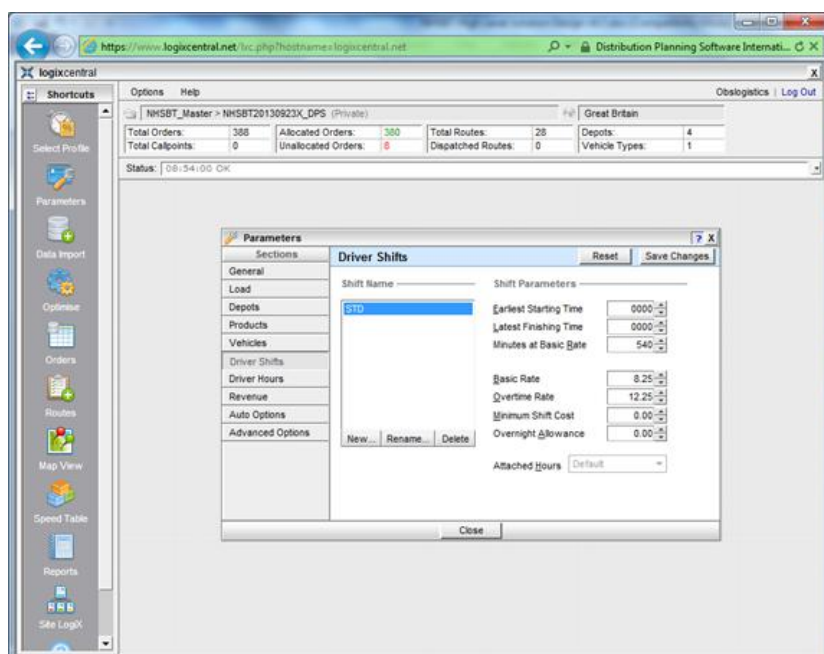 https://www.logixcentral.net/lxc.php?hostname=logixcentral.net
Distribution Planning Software Internati...
logixcentral
Shortcuts
Options Help
Obslogistics | Log Out
NHSBT_Master > NHSBT20130923X_DPS (Private)
Great Britain
Total Orders: 388 Allocated Orders: 380 Total Routes: 28 Depots: 4
Total Callpoints: 0 Unallocated Orders: 8 Dispatched Routes: 0 Vehicle Types: 1
Status: 08:54:00 OK
Select Profile
Parameters
Data Import
Optimise
Orders
Routes
Map View
Speed Table
Reports
Site LogiX
Parameters
? X
Sections
General
Load
Depots
Products
Vehicles
Driver Shifts
Driver Hours
Revenue
Auto Options
Advanced Options
Driver Shifts
Reset Save Changes
Shift Name
STD
New... Rename... Delete
Shift Parameters
Earliest Starting Time 0000
Latest Finishing Time 0000
Minutes at Basic Rate 540
Basic Rate 8.25
Overtime Rate 12.25
Minimum Shift Cost 0.00
Overnight Allowance 0.00
Attached Hours Default
Close